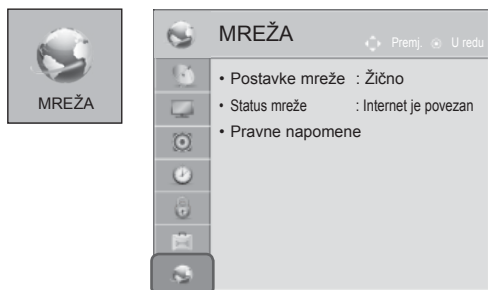 MREŽA
MREŽA
Premj. U redu
• Postavke mreže : Žično
• Status mreže : Internet je povezan
• Pravne napomene